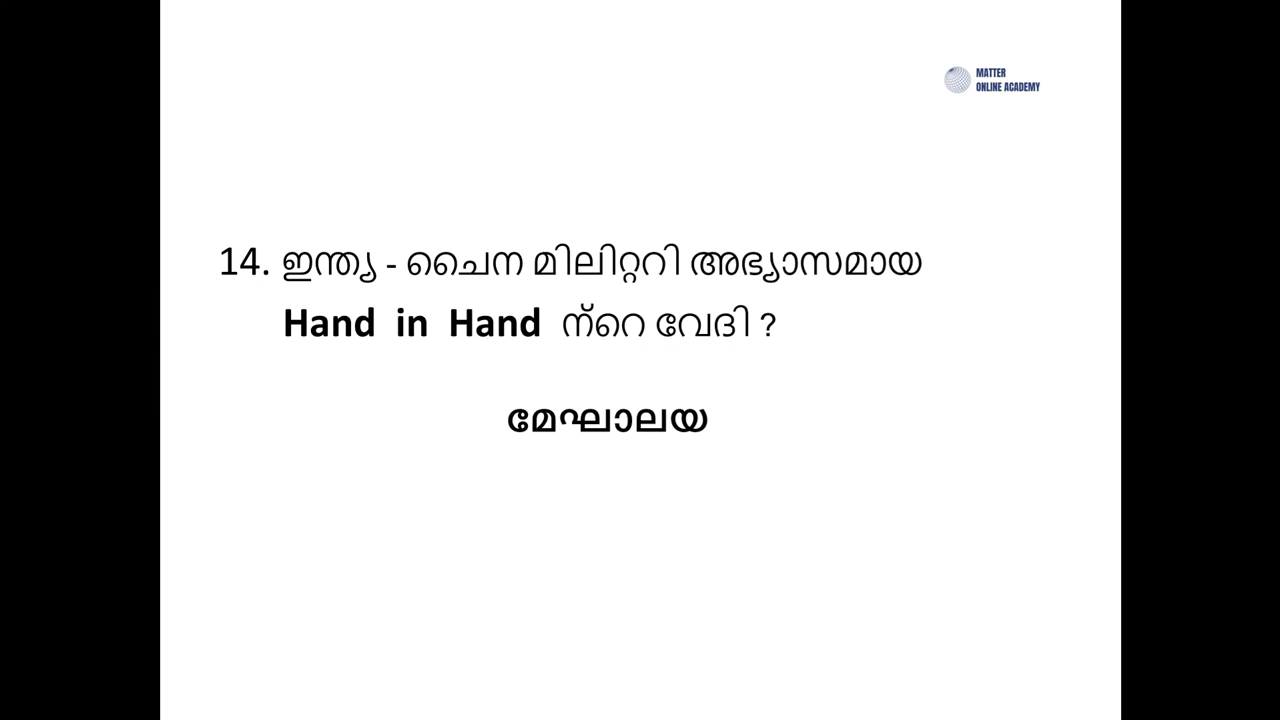 MATTER
ONLINE ACADEMY
14. ഇന്ത്യ - ചൈന മിലിറ്ററി അഭ്യാസമായ
Hand in Hand ന്റെ വേദി ?
മേഘാലയ